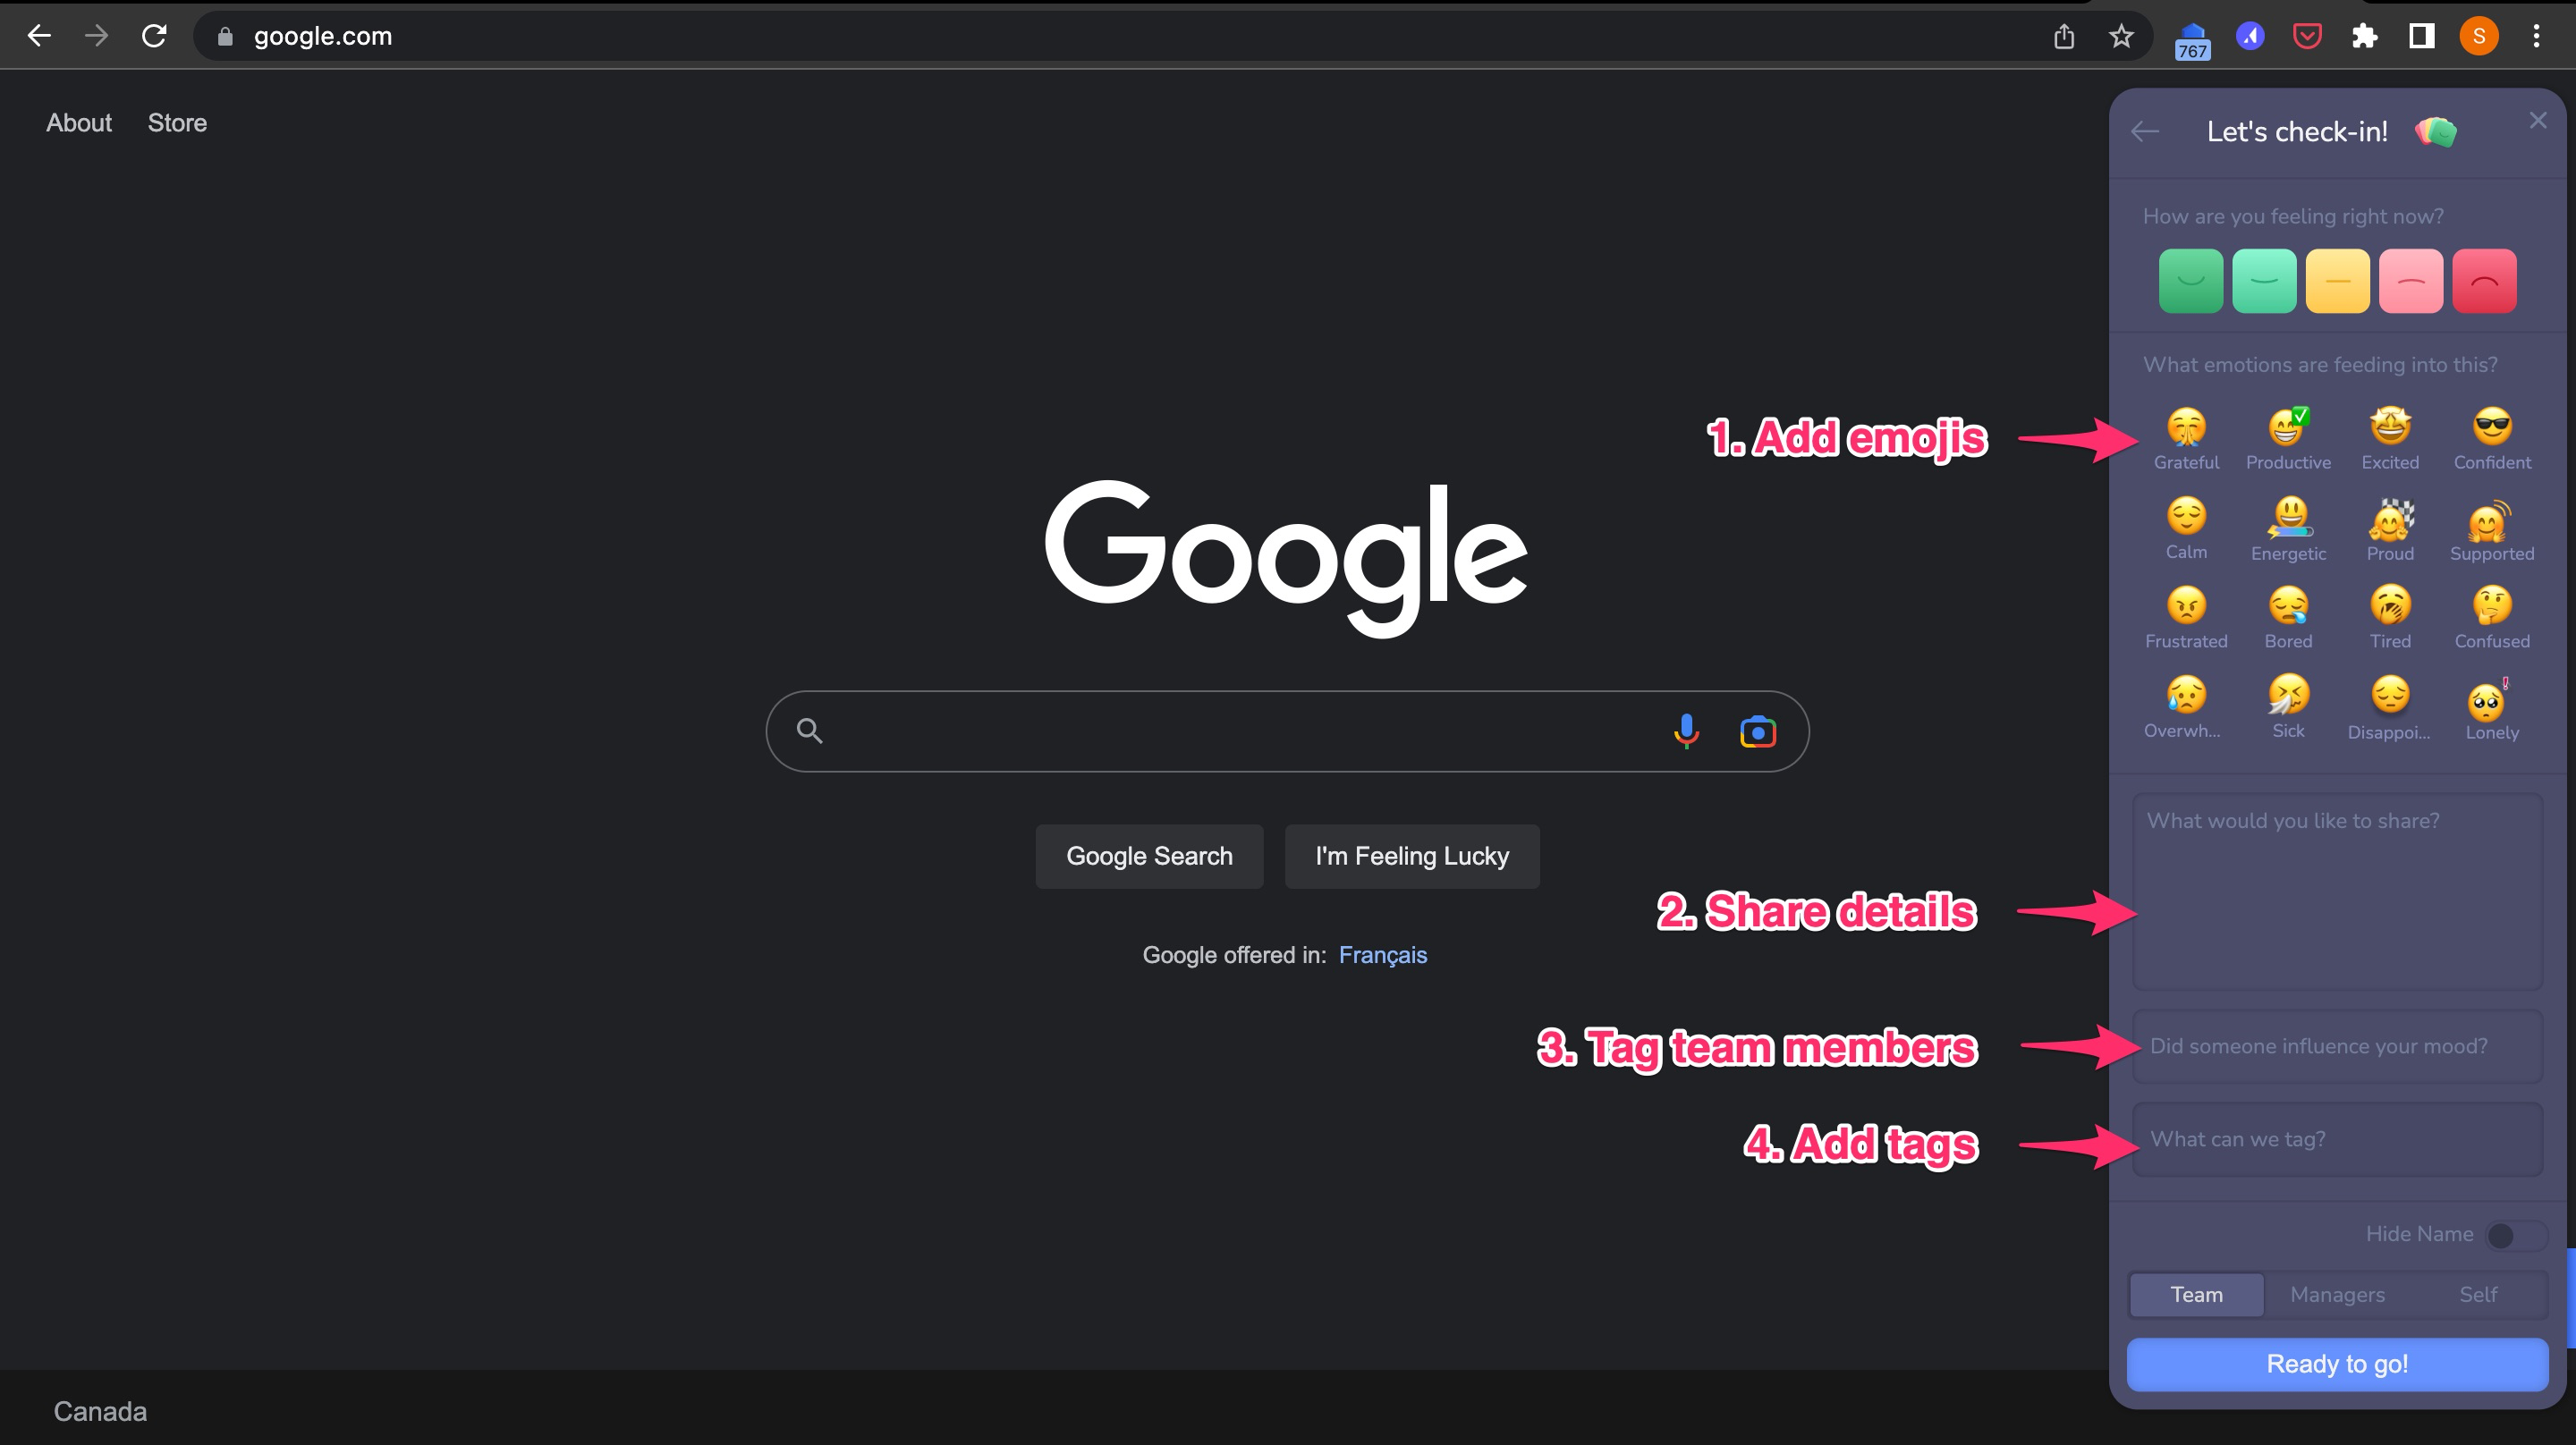 google.com
767
S
About Store
Let's check-in!
How are you feeling right now?
What emotions are feeding into this?
1. Add emojis
Grateful Productive Excited Confident
Calm Energetic Proud Supported
Google
Frustrated Bored Tired Confused
Overwh... Sick Disappoi... Lonely
What would you like to share?
Google Search I'm Feeling Lucky
2. Share details
Google offered in: Français
3. Tag team members
Did someone influence your mood?
4. Add tags
What can we tag?
Hide Name
Team Managers Self
Ready to go!
Canada